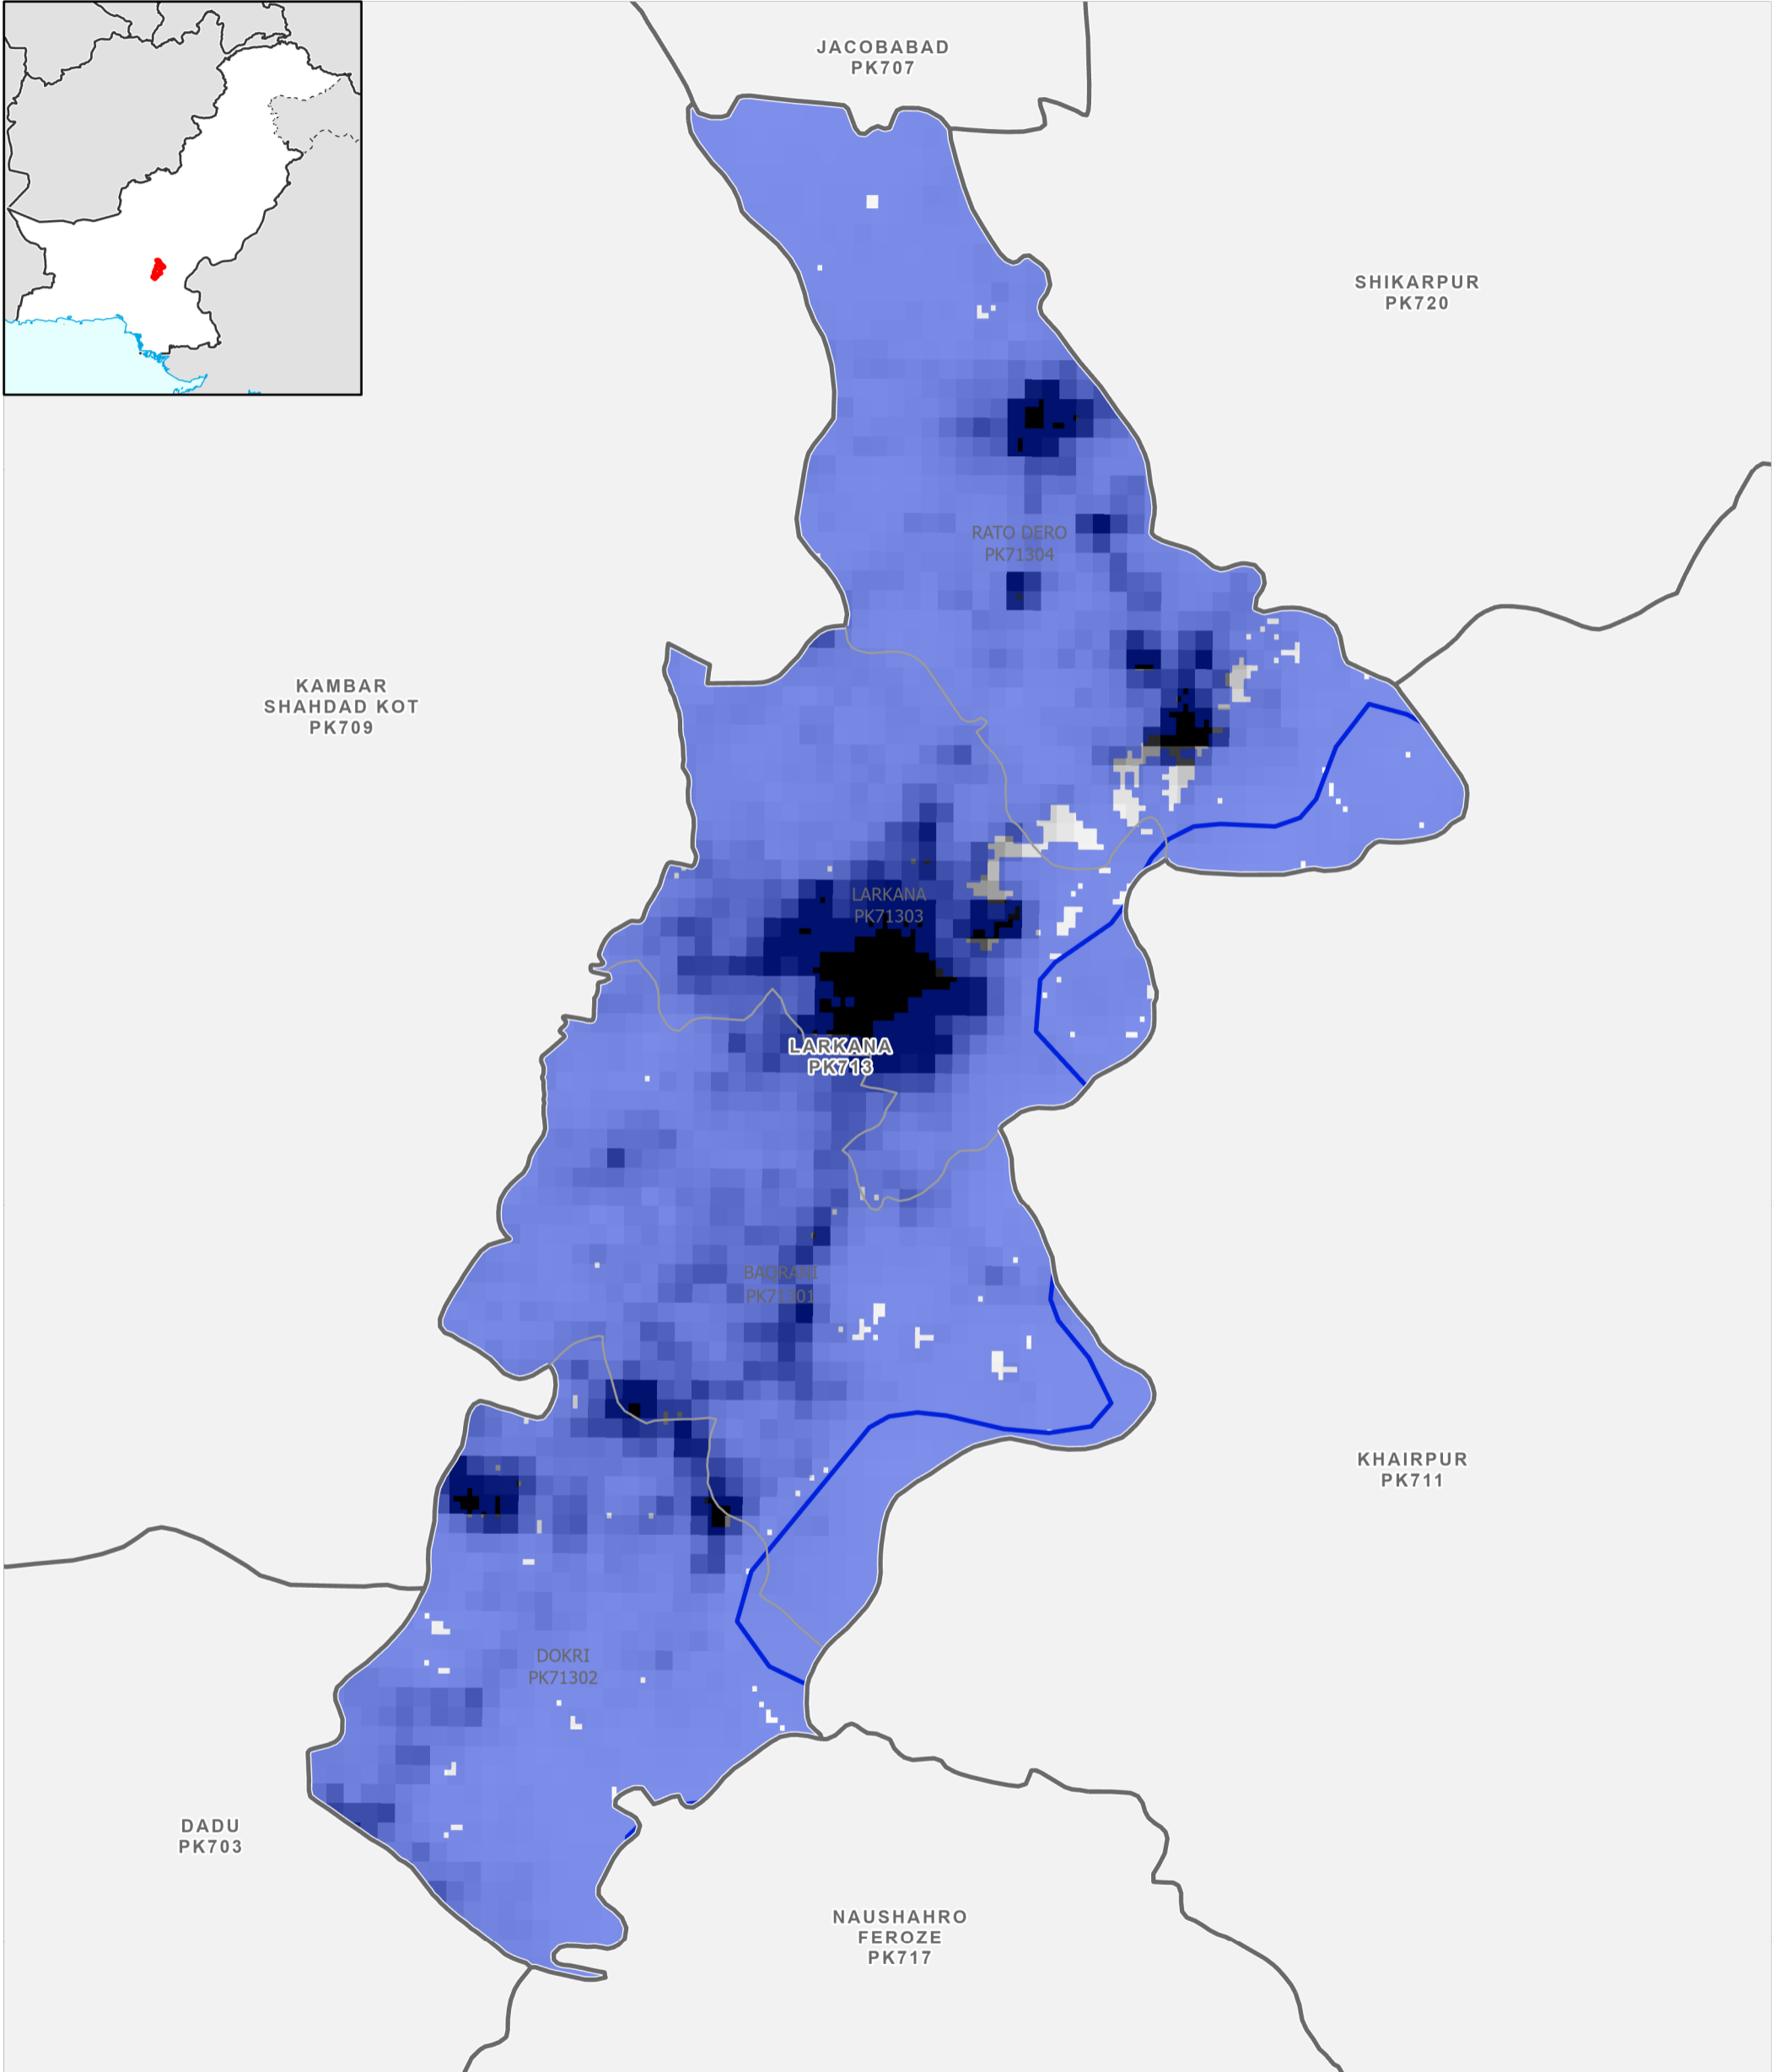 JACOBABAD
PK707
SHIKARPUR
PK720
RATO DERO
PK71304
KAMBAR
SHAHDAD KOT
PK709
LARKANA
PK71303
LARKANA
PK713
BAQRANI
PK71301
KHAIRPUR
PK711
DOKRI
PK71302
DADU
PK703
NAUSHAHRO
FEROZE
PK717